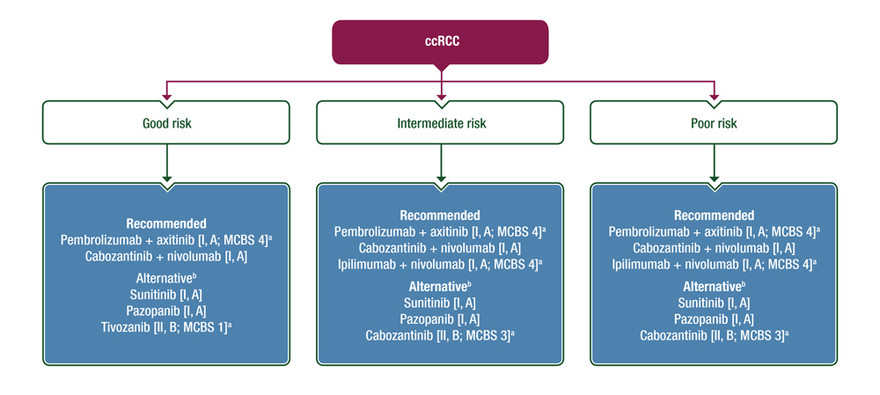 ccRCC
Good risk
Intermediate risk
Poor risk
Recommended
Pembrolizumab + axitinib [I, A; MCBS 4]ᵃ
Cabozantinib + nivolumab [I, A]
Alternativeᵇ
Sunitinib [I, A]
Pazopanib [I, A]
Tivozanib [II, B; MCBS 1]ᵃ
Recommended
Pembrolizumab + axitinib [I, A; MCBS 4]ᵃ
Cabozantinib + nivolumab [I, A]
Ipilimumab + nivolumab [I, A; MCBS 4]ᵃ
Alternativeᵇ
Sunitinib [I, A]
Pazopanib [I, A]
Cabozantinib [II, B; MCBS 3]ᵃ
Recommended
Pembrolizumab + axitinib [I, A; MCBS 4]ᵃ
Cabozantinib + nivolumab [I, A]
Ipilimumab + nivolumab [I, A; MCBS 4]ᵃ
Alternativeᵇ
Sunitinib [I, A]
Pazopanib [I, A]
Cabozantinib [II, B; MCBS 3]ᵃ